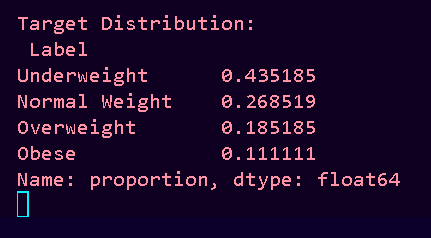 Target Distribution:
 Label
Underweight      0.435185
Normal Weight    0.268519
Overweight       0.185185
Obese            0.111111
Name: proportion, dtype: float64